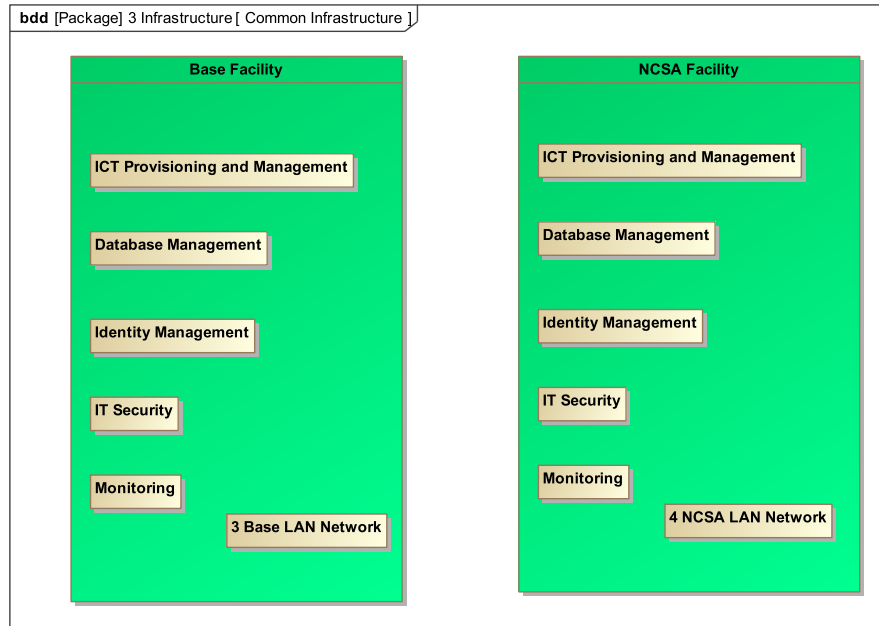 bdd [Package] 3 Infrastructure [ Common Infrastructure ]
Base Facility
ICT Provisioning and Management
Database Management
Identity Management
IT Security
Monitoring
3 Base LAN Network
NCSA Facility
ICT Provisioning and Management
Database Management
Identity Management
IT Security
Monitoring
4 NCSA LAN Network